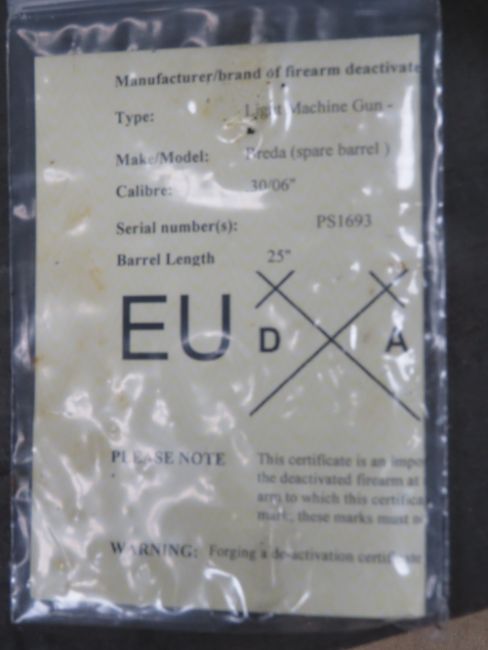 Manufacturer/brand of firearm deactivate
Type: Light Machine Gun -
Make/Model: Breda (spare barrel )
Calibre: 30/06"
Serial number(s): PS1693
Barrel Length 25"
EU D A
PLEASE NOTE This certificate is an impor
the deactivated firearm at
arm to which this certifica
mark, these marks must n
WARNING: Forging a de-activation certificate